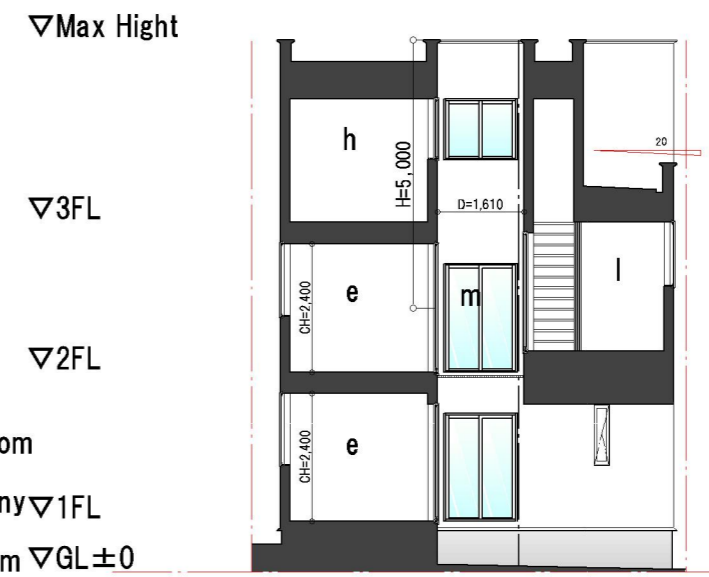 ▽Max Hight
h
H=5,000
20
▽3FL
D=1,610
CH=2,400
e
m
l
▽2FL
om
CH=2,400
e
ny▽1FL
m▽GL±0